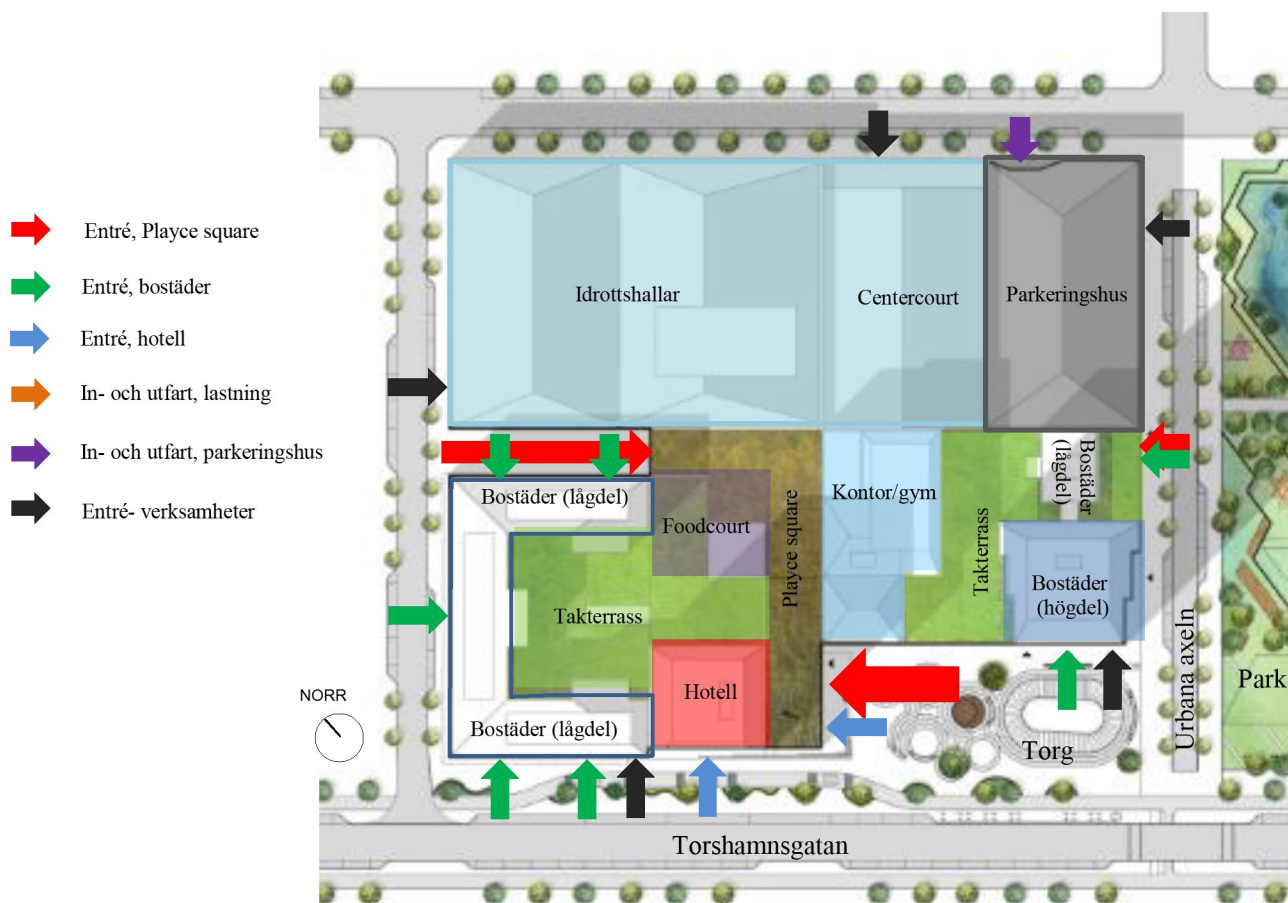 Entré, Playce square
Entré, bostäder
Entré, hotell
In- och utfart, lastning
In- och utfart, parkeringshus
Entré- verksamheter
NORR
Idrottshallar
Centercourt
Parkeringshus
Bostäder (lågdel)
Foodcourt
Playce square
Kontor/gym
Takterrass
Bostäder
(lågdel)
Bostäder
(högdel)
Takterrass
Hotell
Bostäder (lågdel)
Torg
Urbana axeln
Park
Torshamnsgatan